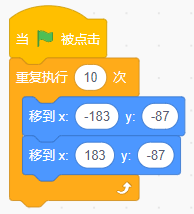 当 被点击
重复执行 10 次
移到 x: -183 y: -87
移到 x: 183 y: -87